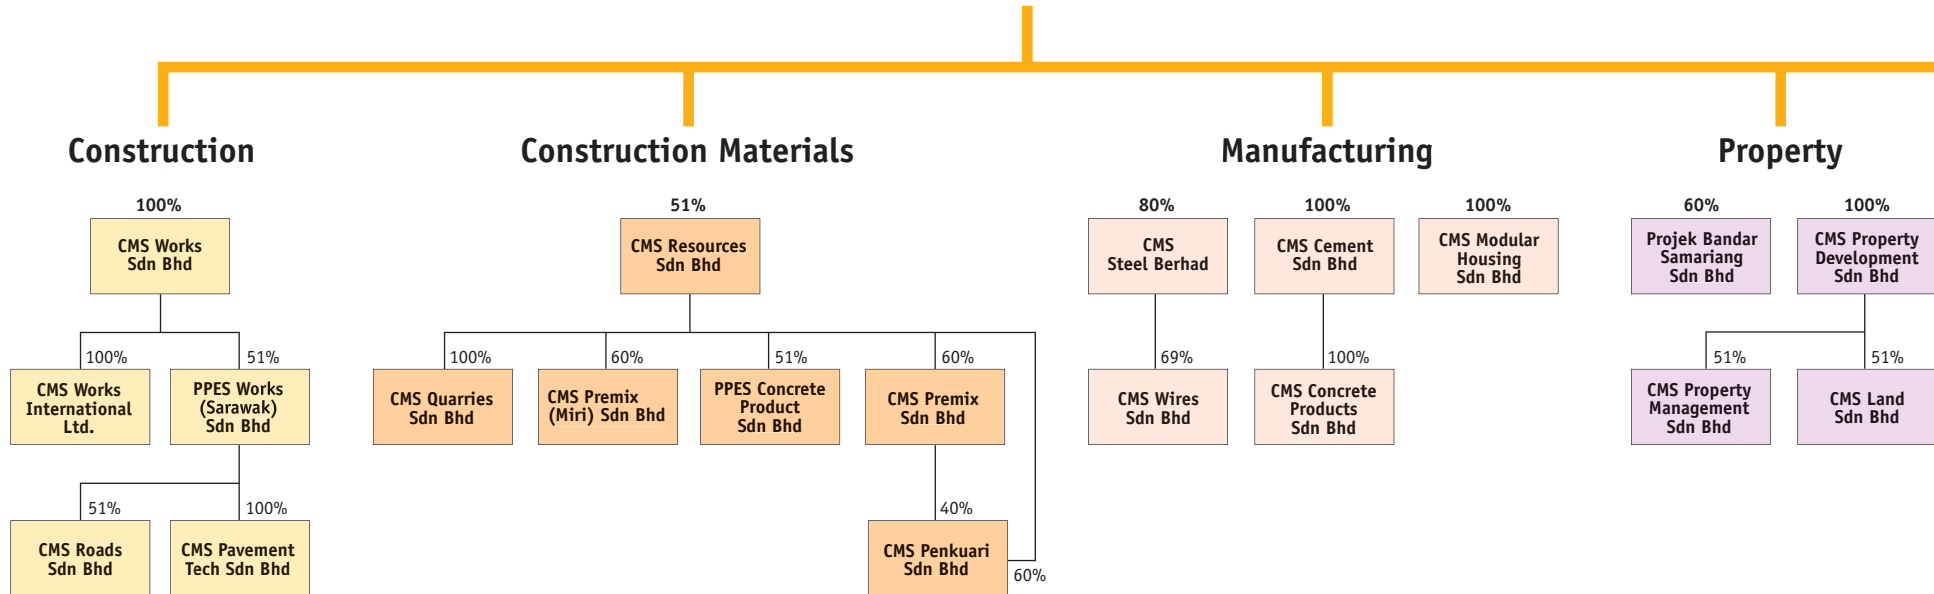 Construction
100%
CMS Works
Sdn Bhd
100%
CMS Works
International
Ltd.
51%
PPES Works
(Sarawak)
Sdn Bhd
51%
CMS Roads
Sdn Bhd
100%
CMS Pavement
Tech Sdn Bhd
Construction Materials
51%
CMS Resources
Sdn Bhd
100%
CMS Quarries
Sdn Bhd
60%
CMS Premix
(Miri) Sdn Bhd
51%
PPES Concrete
Product
Sdn Bhd
60%
CMS Premix
Sdn Bhd
40%
CMS Penkuari
Sdn Bhd
60%
Manufacturing
80%
CMS
Steel Berhad
69%
CMS Wires
Sdn Bhd
100%
CMS Cement
Sdn Bhd
100%
CMS Concrete
Products
Sdn Bhd
100%
CMS Modular
Housing
Sdn Bhd
Property
60%
Projek Bandar
Samariang
Sdn Bhd
100%
CMS Property
Development
Sdn Bhd
51%
CMS Property
Management
Sdn Bhd
51%
CMS Land
Sdn Bhd